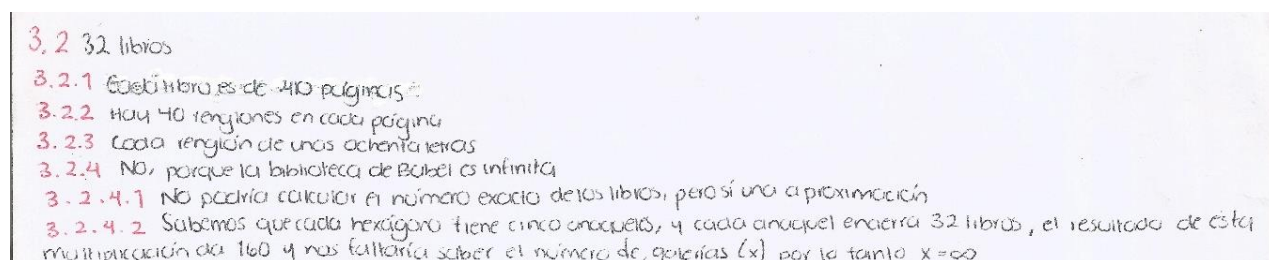 3.2 32 libros
3.2.1 libro es de 410 páginas
3.2.2 Hay 40 renglones en cada página
3.2.3 Cada renglón de unas ochenta letras
3.2.4 No, porque la biblioteca de Babel es infinita
3.2.4.1 No podría calcular el número exacto de los libros, pero sí una aproximación
3.2.4.2 Sabemos que cada hexágono tiene cinco anaqueles, y cada anaquel encierra 32 libros, el resultado de esta
multiplicación da 160 y nos faltaría saber el número de galerías (x) por lo tanto x=∞